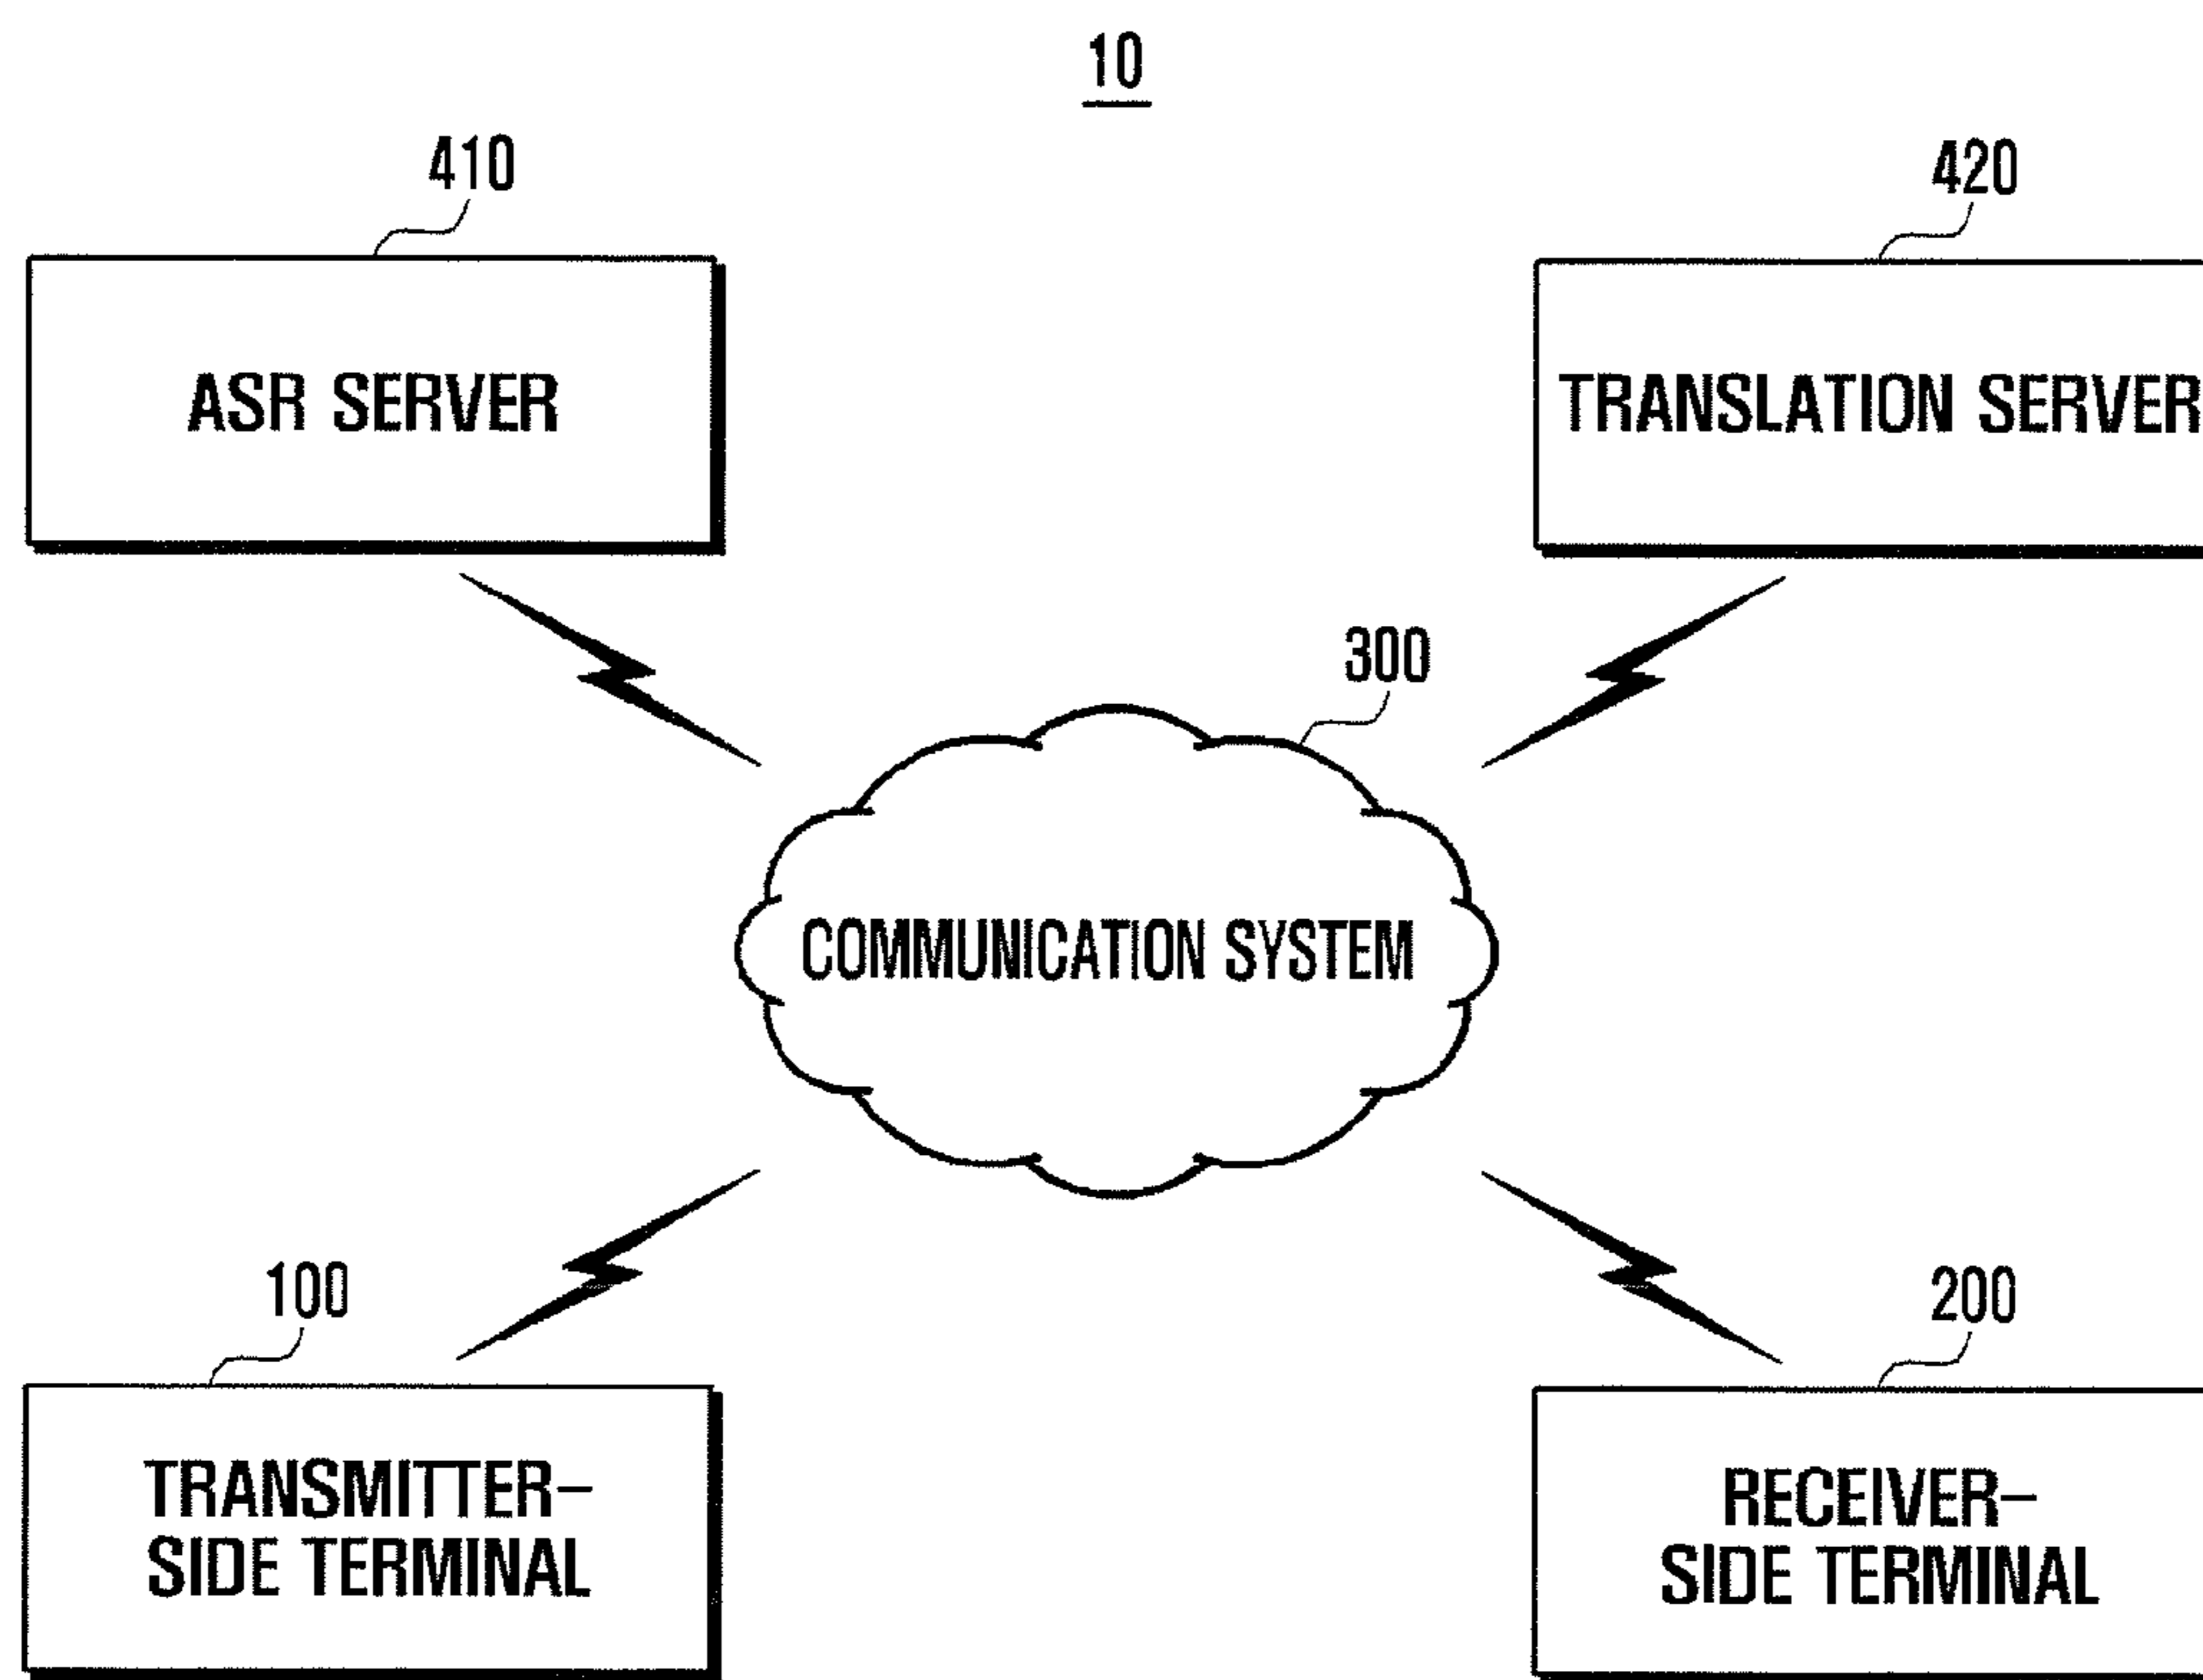 10
410
420
ASR SERVER
TRANSLATION SERVER
300
COMMUNICATION SYSTEM
100
200
TRANSMITTER-
SIDE TERMINAL
RECEIVER-
SIDE TERMINAL